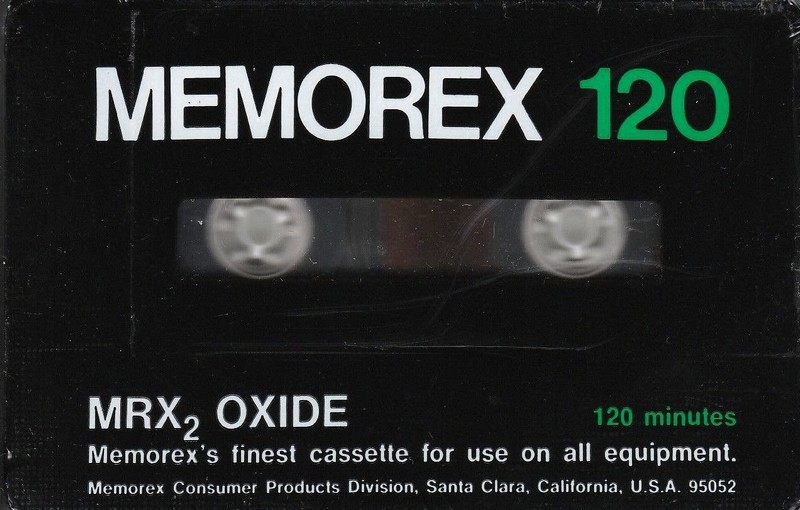 MEMOREX 120
MRX₂ OXIDE
120 minutes
Memorex's finest cassette for use on all equipment.
Memorex Consumer Products Division, Santa Clara, California, U.S.A. 95052